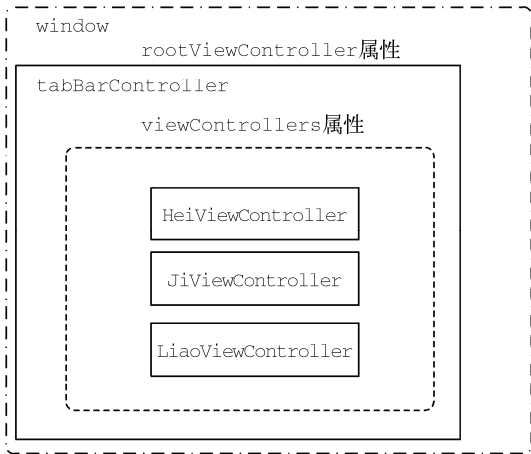 window
rootViewController属性
tabBarController
viewControllers属性
HeiViewController
JiViewController
LiaoViewController